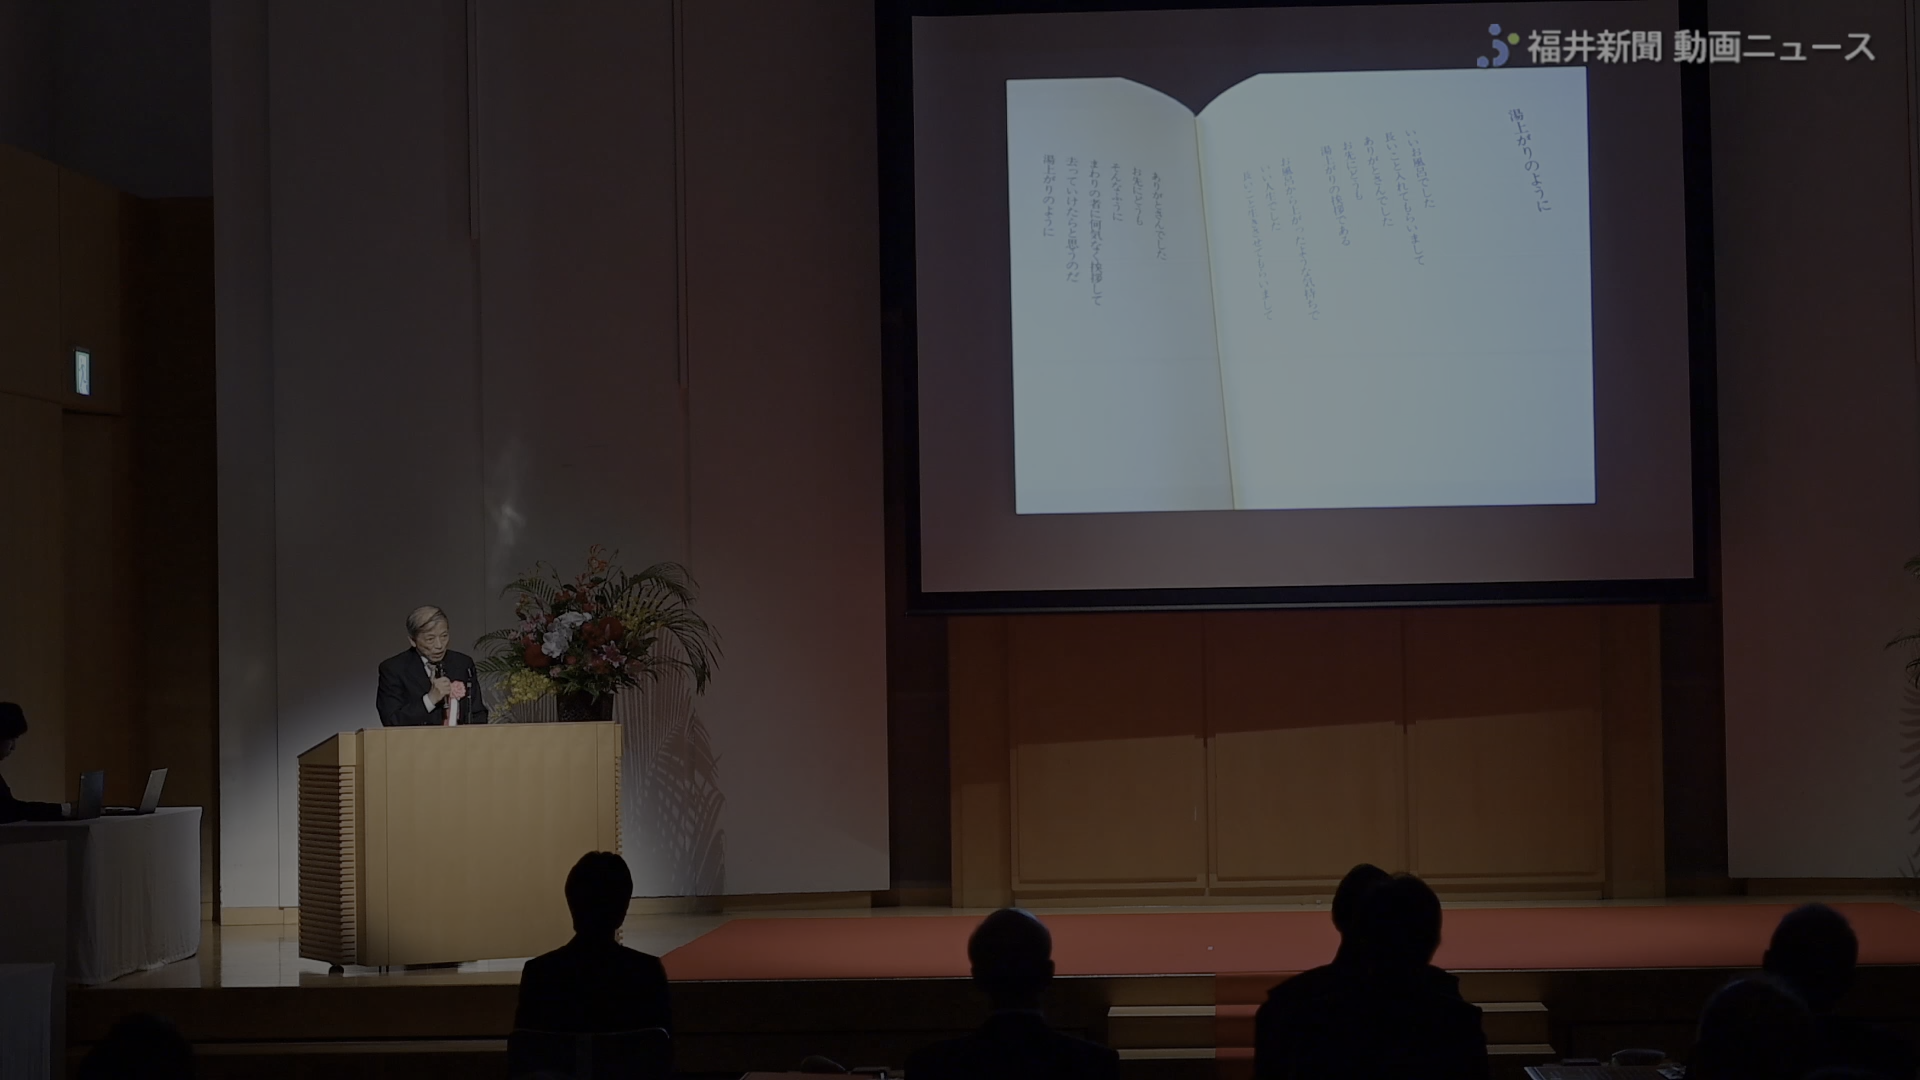 福井新聞 動画ニュース
湯上がりのように
いいお風呂でした
長いこと入れてもらいまして
ありがとさんでした
お先にどうも
湯上がりの挨拶である
お風呂から上がったような気持ちで
いい人生でした
長いこと生きさせてもらいまして
ありがとさんでした
お先にどうも
そんなふうに
まわりの者に何気なく挨拶して
去っていけたらと思うのだ
湯上がりのように